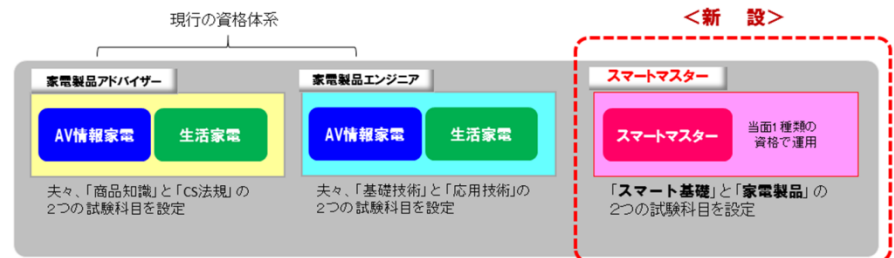 現行の資格体系
＜新　設＞
家電製品アドバイザー
AV情報家電
生活家電
夫々、「商品知識」と「CS法規」の
2つの試験科目を設定
家電製品エンジニア
AV情報家電
生活家電
夫々、「基礎技術」と「応用技術」の
2つの試験科目を設定
スマートマスター
スマートマスター
当面1種類の
資格で運用
「スマート基礎」と「家電製品」の
2つの試験科目を設定